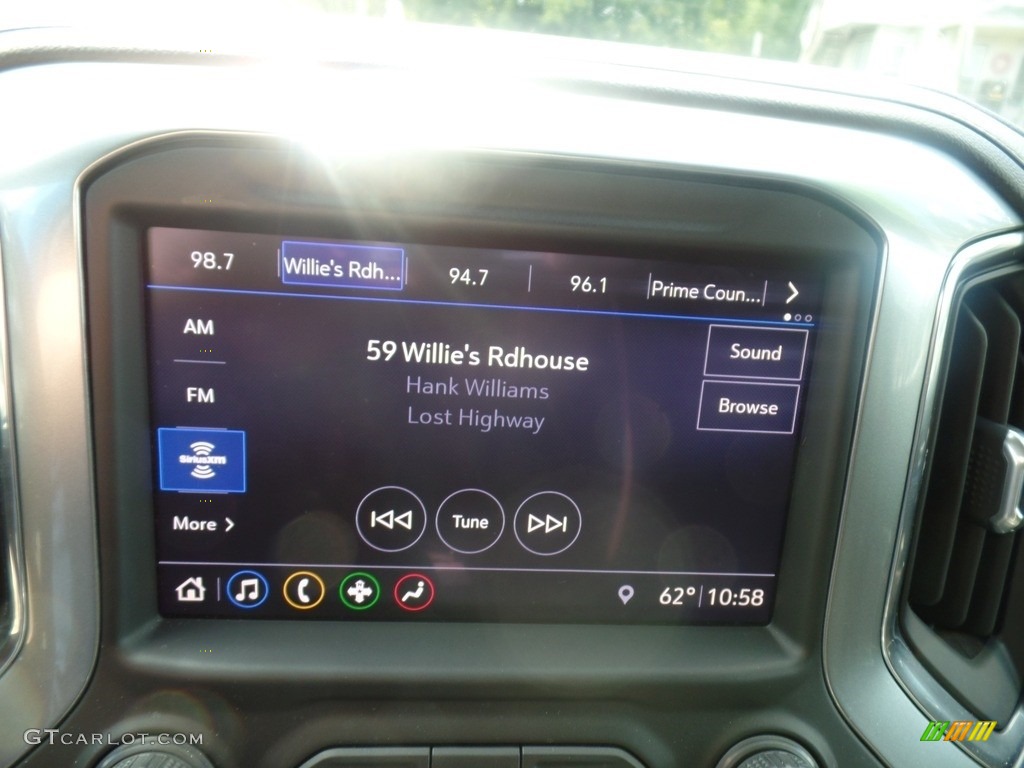 98.7 Willie's Rdh... 94.7 96.1 Prime Coun...
AM
59 Willie's Rdhouse
Sound
FM
Hank Williams
Browse
Lost Highway
SiriusXM
More
Tune
62° 10:58
GTCARLOT.COM